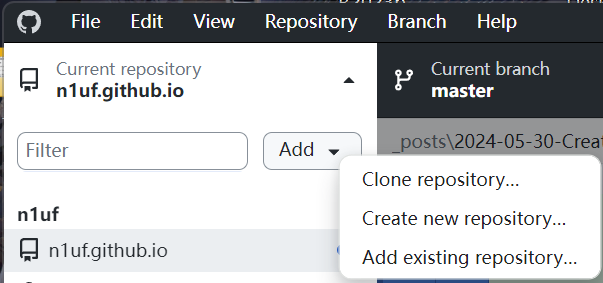 File Edit View Repository Branch Help
Current repository
n1uf.github.io
Current branch
master
Filter
Add
_posts\2024-05-30-Creat
Clone repository...
Create new repository...
Add existing repository...
n1uf
n1uf.github.io